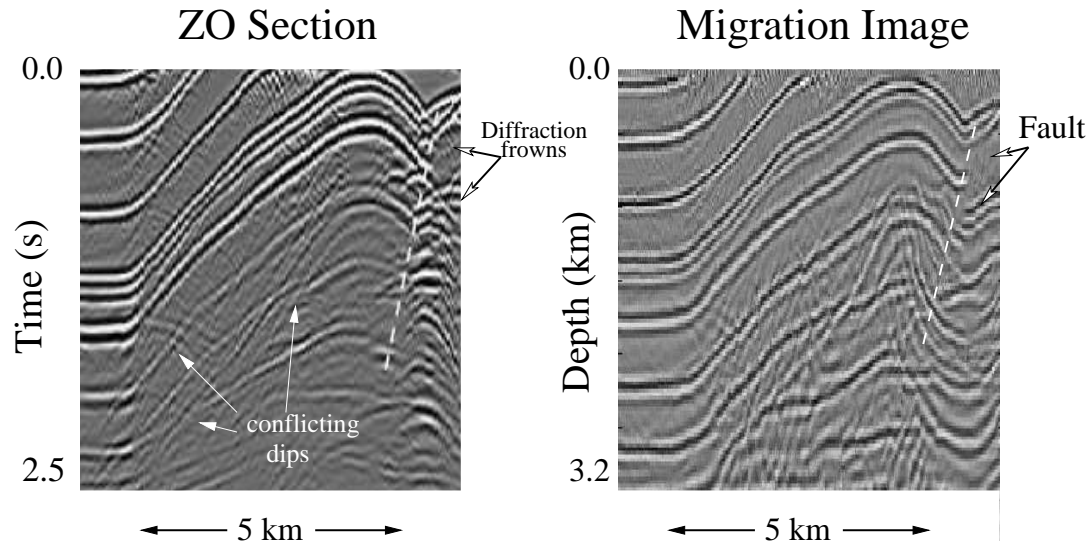 ZO Section
0.0
Time (s)
2.5
Diffraction
frowns
conflicting
dips
5 km
Migration Image
0.0
Depth (km)
3.2
Fault
5 km